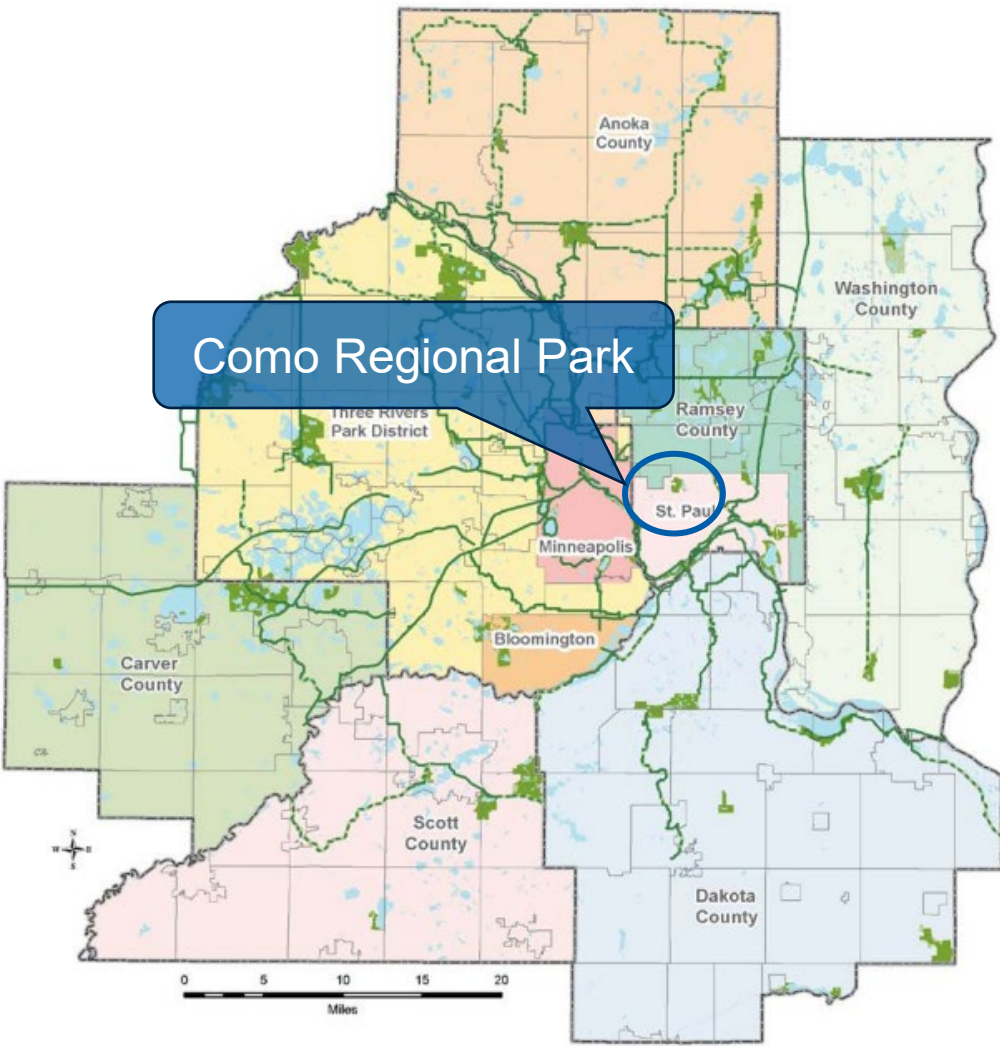 Anoka
County
Washington
County
Como Regional Park
Three Rivers
Park District
Ramsey
County
St. Paul
Minneapolis
Bloomington
Carver
County
Scott
County
Dakota
County
N
W
E
S
0 5 10 15 20
Miles